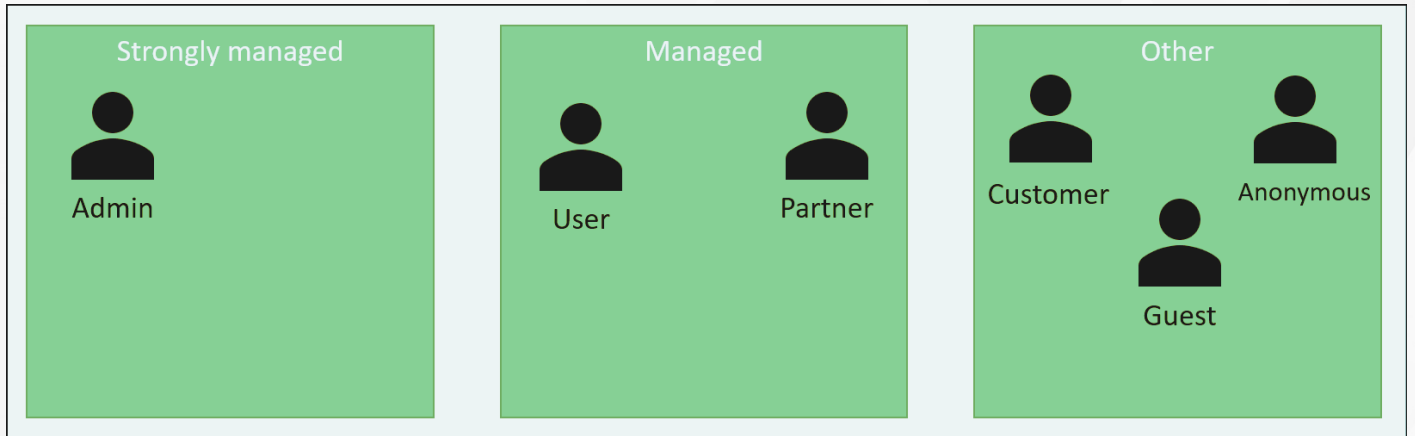 Strongly managed
Admin
Managed
User
Partner
Other
Customer
Anonymous
Guest